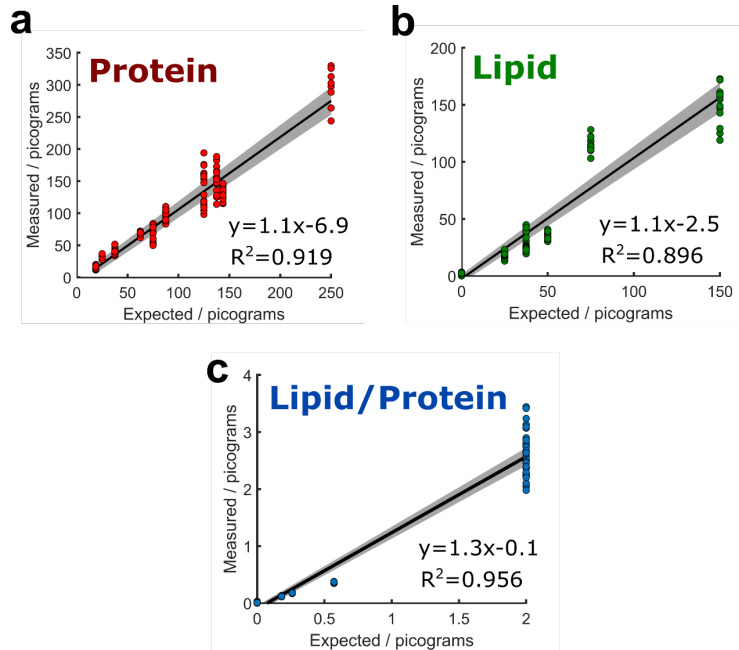 a
Protein
Measured / picograms
350
300
250
200
150
100
50
0
y=1.1x-6.9
R²=0.919
0 50 100 150 200 250
Expected / picograms
b
Lipid
Measured / picograms
200
150
100
50
0
y=1.1x-2.5
R²=0.896
0 50 100 150
Expected / picograms
c
Lipid/Protein
Measured / picograms
4
3
2
1
0
y=1.3x-0.1
R²=0.956
0 0.5 1 1.5 2
Expected / picograms